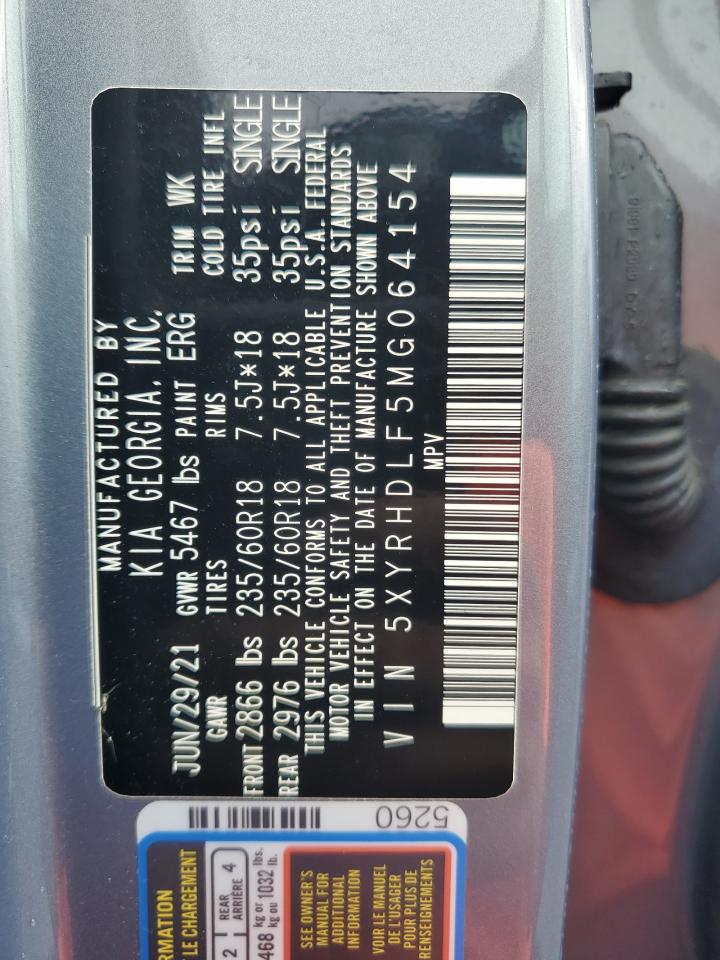 MANUFACTURED BY
KIA GEORGIA, INC.
JUN/29/21 GVWR 5467 lbs PAINT ERG TRIM WK
GAWR TIRES RIMS COLD TIRE INFL
FRONT 2866 lbs 235/60R18 7.5J*18 35psi SINGLE
REAR 2976 lbs 235/60R18 7.5J*18 35psi SINGLE
THIS VEHICLE CONFORMS TO ALL APPLICABLE U.S.A. FEDERAL
MOTOR VEHICLE SAFETY AND THEFT PREVENTION STANDARDS
IN EFFECT ON THE DATE OF MANUFACTURE SHOWN ABOVE
VIN 5XYRHDLF5MG064154
MPV
5260
LE CHARGEMENT
2 REAR 4
ARRIÈRE
468 kg or 1032 lbs.
kg ou lb.
SEE OWNER'S
MANUAL FOR
ADDITIONAL
INFORMATION
VOIR LE MANUEL
DE L'USAGER
POUR PLUS DE
RENSEIGNEMENTS